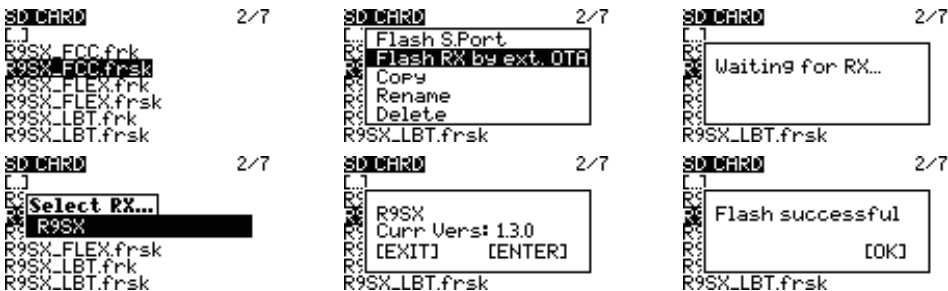 SD CARD 2/7
[..]
R9SX_FCC.frk
R9SX_FCC.frsk
R9SX_FLEX.frk
R9SX_FLEX.frsk
R9SX_LBT.frk
R9SX_LBT.frsk
SD CARD 2/7
Flash S.Port
Flash RX by ext. OTA
Copy
Rename
Delete
R9SX_LBT.frsk
SD CARD 2/7
Waiting for RX...
R9SX_LBT.frsk
SD CARD 2/7
[..]
Select RX...
R9SX
R9SX_FLEX.frsk
R9SX_LBT.frk
R9SX_LBT.frsk
SD CARD 2/7
R9SX
Curr Vers: 1.3.0
[EXIT] [ENTER]
R9SX_LBT.frsk
SD CARD 2/7
Flash successful
[OK]
R9SX_LBT.frsk